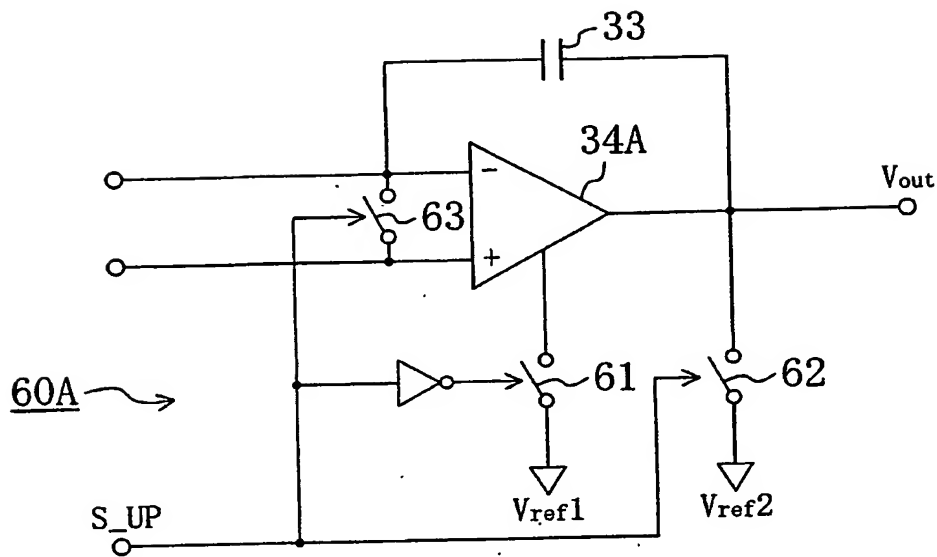 33
34A
Vout
63
-
+
60A
61
62
Vref1
Vref2
S_UP